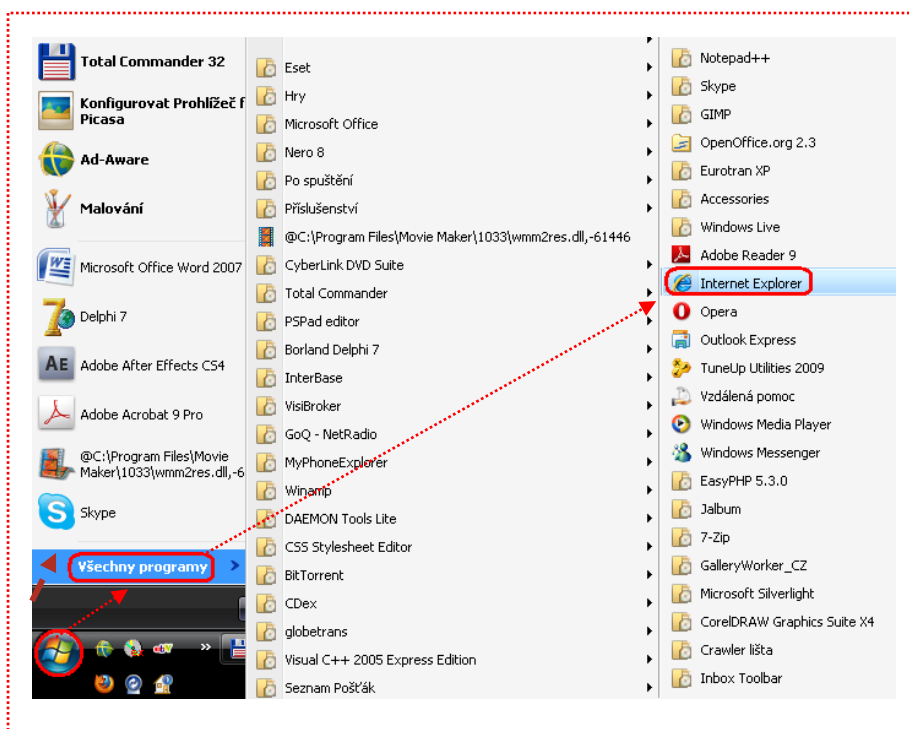 Total Commander 32
Konfigurovat Prohlížeč f
Picasa
Ad-Aware
Malování
Microsoft Office Word 2007
Delphi 7
Adobe After Effects CS4
Adobe Acrobat 9 Pro
@C:\Program Files\Movie
Maker\1033\wmm2res.dll,-6
Skype
Všechny programy
Eset
Hry
Microsoft Office
Nero 8
Po spuštění
Příslušenství
@C:\Program Files\Movie Maker\1033\wmm2res.dll,-61446
CyberLink DVD Suite
Total Commander
PSPad editor
Borland Delphi 7
InterBase
VisiBroker
GoQ - NetRadio
MyPhoneExplorer
Winamp
DAEMON Tools Lite
CSS Stylesheet Editor
BitTorrent
CDex
globetrans
Visual C++ 2005 Express Edition
Seznam Pošťák
Notepad++
Skype
GIMP
OpenOffice.org 2.3
Eurotran XP
Accessories
Windows Live
Adobe Reader 9
Internet Explorer
Opera
Outlook Express
TuneUp Utilities 2009
Vzdálená pomoc
Windows Media Player
Windows Messenger
EasyPHP 5.3.0
Jalbum
7-Zip
GalleryWorker_CZ
Microsoft Silverlight
CorelDRAW Graphics Suite X4
Crawler lišta
Inbox Toolbar